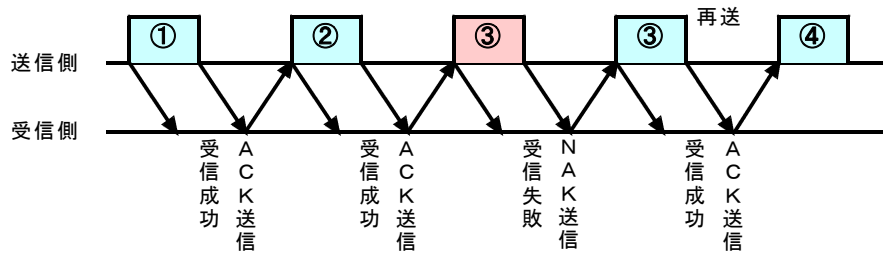 再送
① ② ③ ③ ④
送信側
受信側
受信成功
ACK送信
受信成功
ACK送信
受信失敗
NAK送信
受信成功
ACK送信